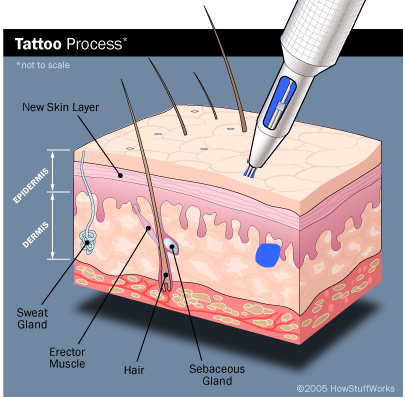 Tattoo Process*
*not to scale
New Skin Layer
EPIDERMIS
DERMIS
Sweat
Gland
Erector
Muscle
Hair
Sebaceous
Gland
©2005 HowStuffWorks